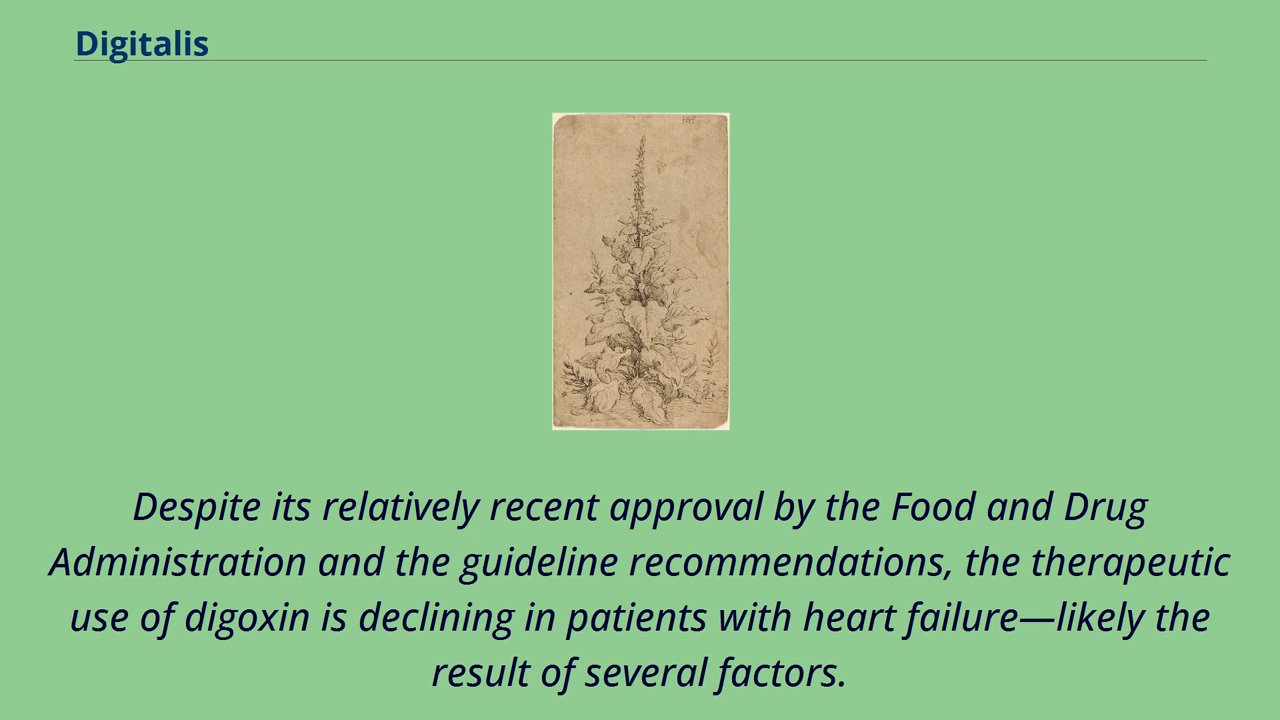 Digitalis
Despite its relatively recent approval by the Food and Drug
Administration and the guideline recommendations, the therapeutic
use of digoxin is declining in patients with heart failure—likely the
result of several factors.